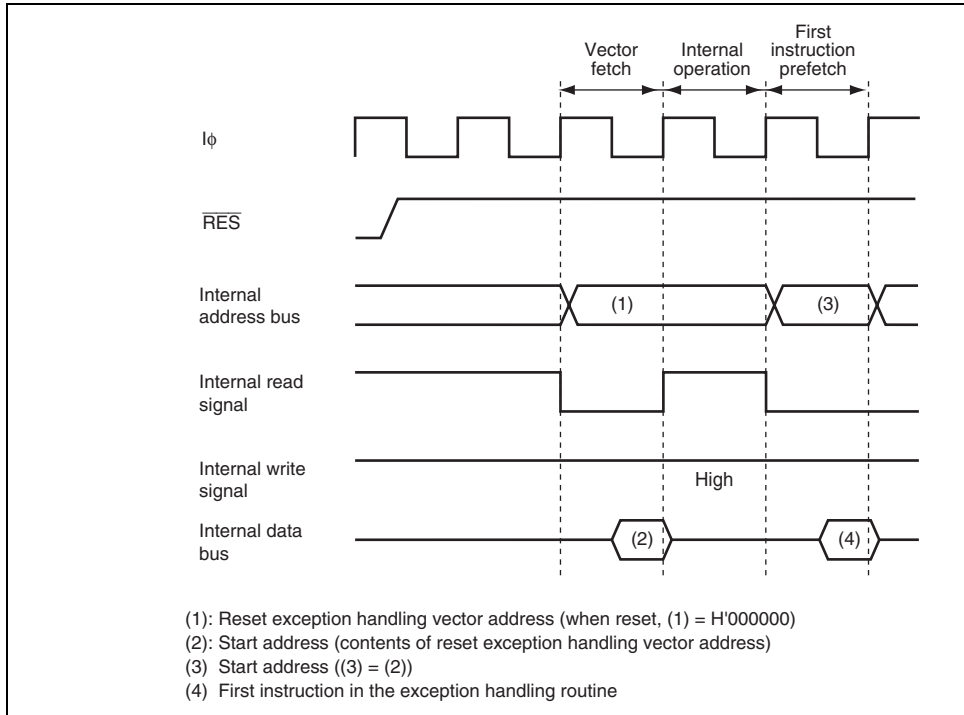 Vector
fetch
Internal
operation
First
instruction
prefetch
Iϕ
RES
Internal
address bus
(1)
(3)
Internal read
signal
Internal write
signal
High
Internal data
bus
(2)
(4)
(1): Reset exception handling vector address (when reset, (1) = H'000000)
(2): Start address (contents of reset exception handling vector address)
(3) Start address ((3) = (2))
(4) First instruction in the exception handling routine